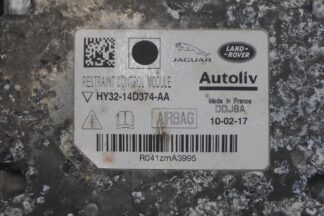 JAGUAR
LAND-
ROVER
RESTRAINT CONTROL MODULE
HY32-14D374-AA
Autoliv
Made in France
DDJ8A
AIRBAG
10-02-17
R041zmA3995